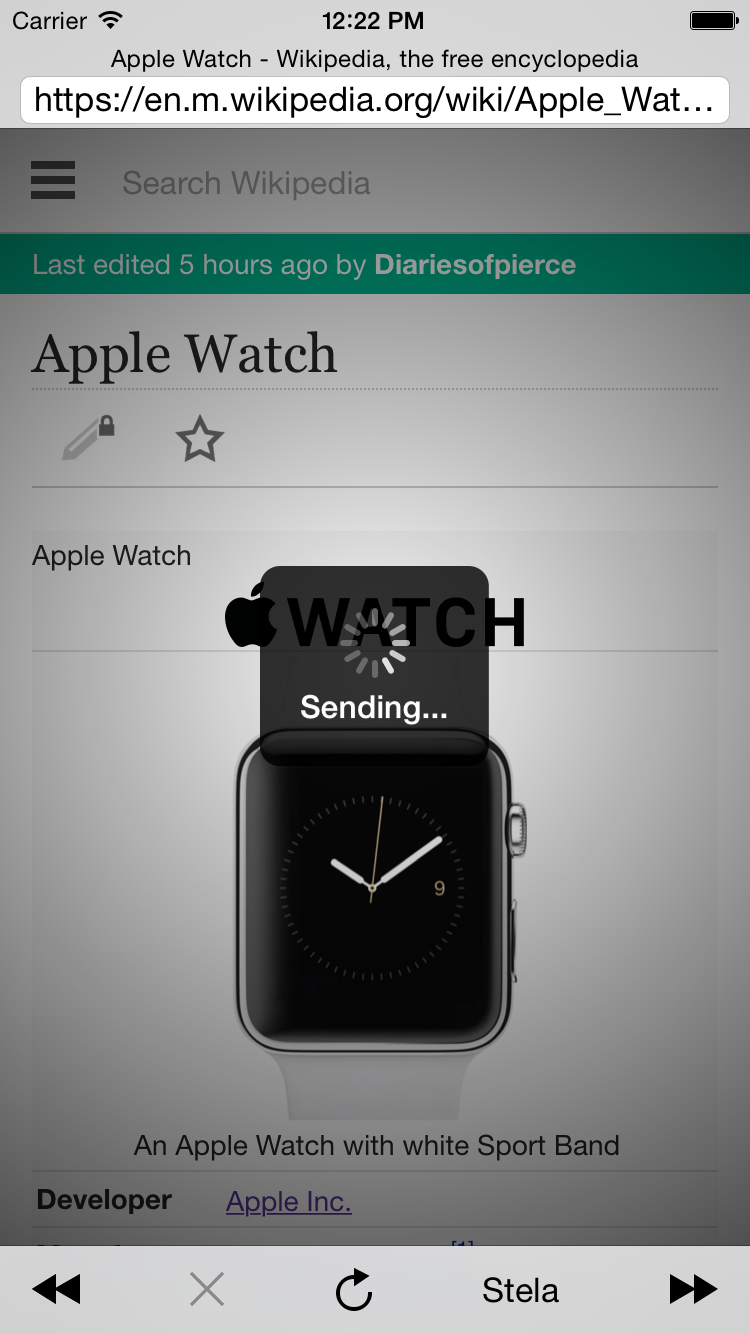 Carrier 12:22 PM
Apple Watch - Wikipedia, the free encyclopedia
https://en.m.wikipedia.org/wiki/Apple_Wat...
Search Wikipedia
Last edited 5 hours ago by Diariesofpierce
Apple Watch
Apple Watch
WATCH
Sending...
9
An Apple Watch with white Sport Band
Developer Apple Inc.
[1]
Stela